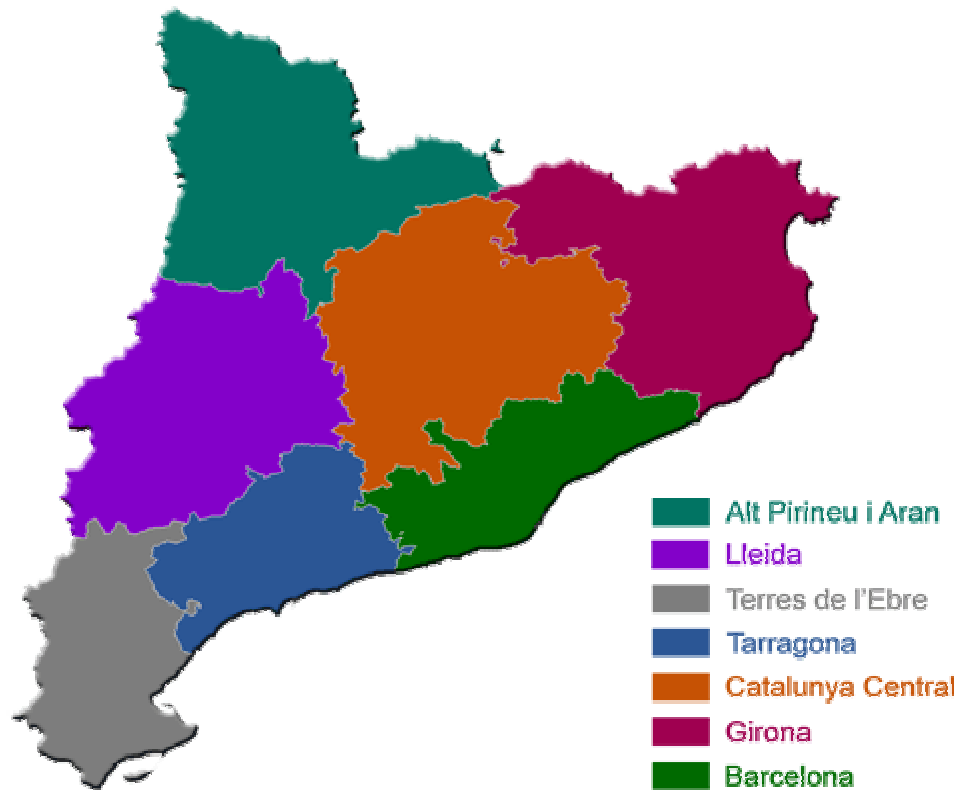 Alt Pirineu i Aran
Lleida
Terres de l'Ebre
Tarragona
Catalunya Central
Girona
Barcelona